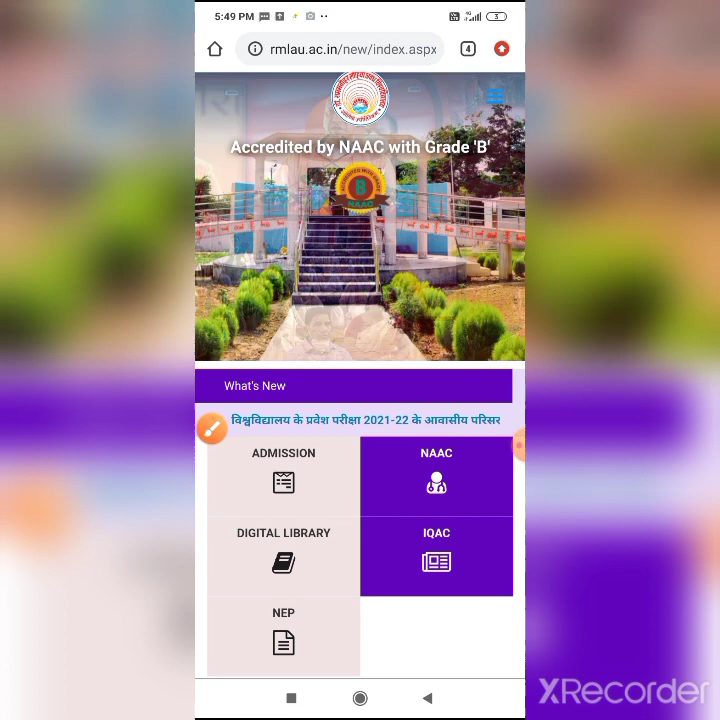 5:49 PM
3
rmlau.ac.in/new/index.aspx
4
Accredited by NAAC with Grade 'B'
B
NAAC
What's New
विश्वविद्यालय के प्रवेश परीक्षा 2021-22 के आवासीय परिसर
ADMISSION
NAAC
DIGITAL LIBRARY
IQAC
NEP
XRecorder